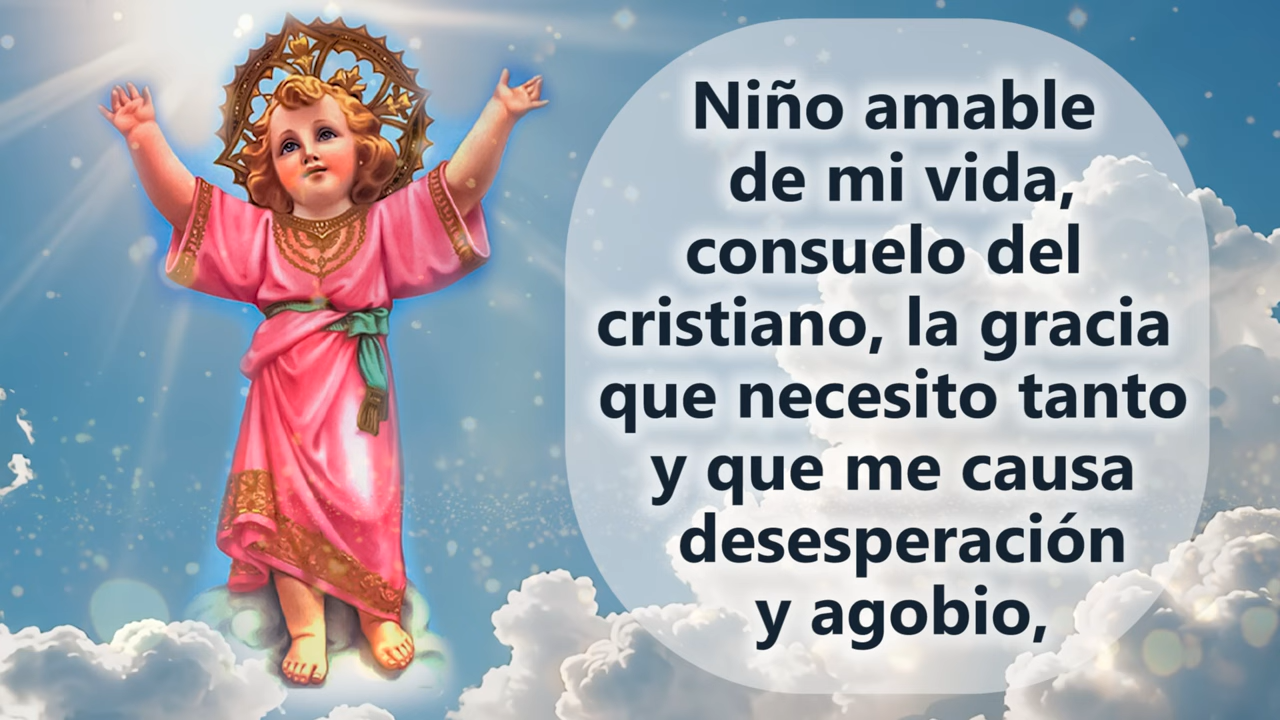 Niño amable
de mi vida,
consuelo del
cristiano, la gracia
que necesito tanto
y que me causa
desesperación
y agobio,